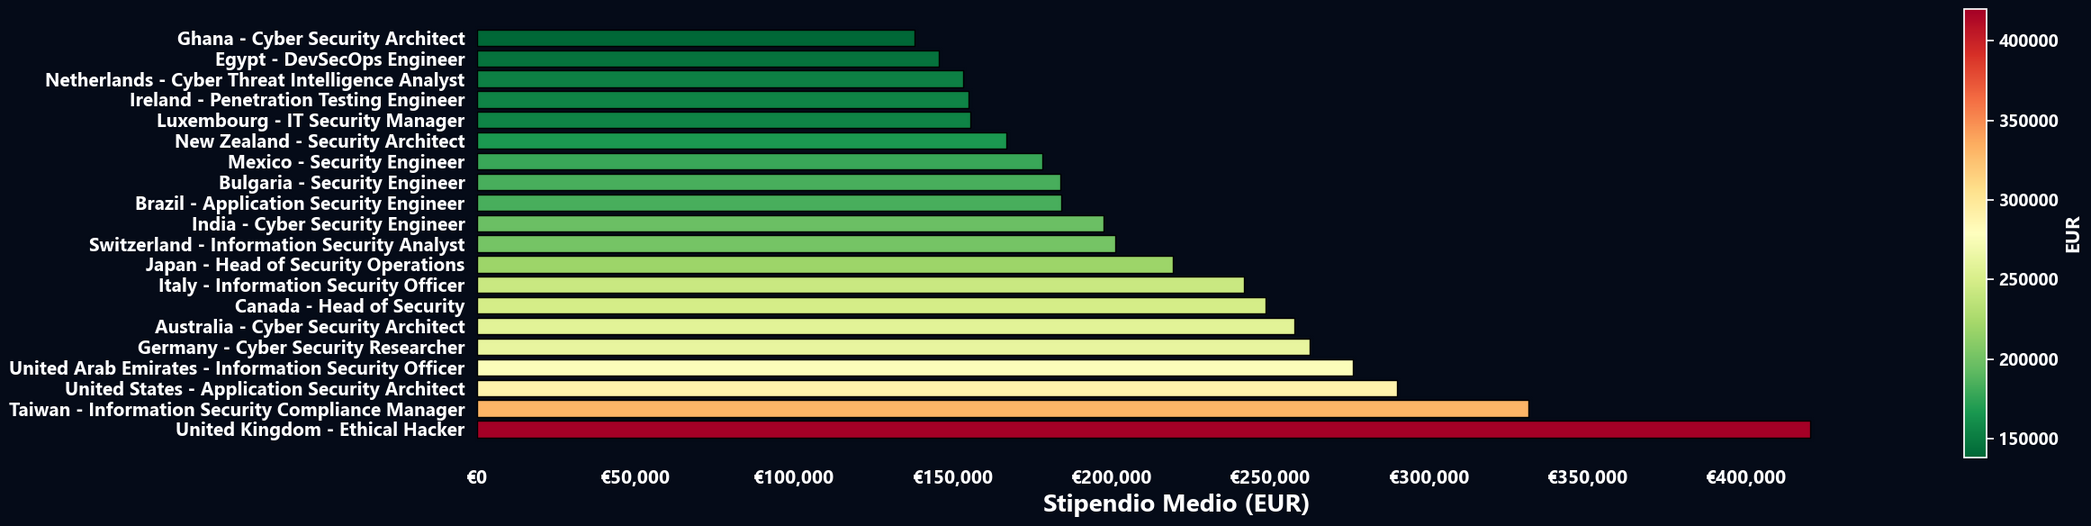 Ghana - Cyber Security Architect
Egypt - DevSecOps Engineer
Netherlands - Cyber Threat Intelligence Analyst
Ireland - Penetration Testing Engineer
Luxembourg - IT Security Manager
New Zealand - Security Architect
Mexico - Security Engineer
Bulgaria - Security Engineer
Brazil - Application Security Engineer
India - Cyber Security Engineer
Switzerland - Information Security Analyst
Japan - Head of Security Operations
Italy - Information Security Officer
Canada - Head of Security
Australia - Cyber Security Architect
Germany - Cyber Security Researcher
United Arab Emirates - Information Security Officer
United States - Application Security Architect
Taiwan - Information Security Compliance Manager
United Kingdom - Ethical Hacker
€0 €50,000 €100,000 €150,000 €200,000 €250,000 €300,000 €350,000 €400,000
Stipendio Medio (EUR)
400000
350000
300000
250000
200000
150000
EUR